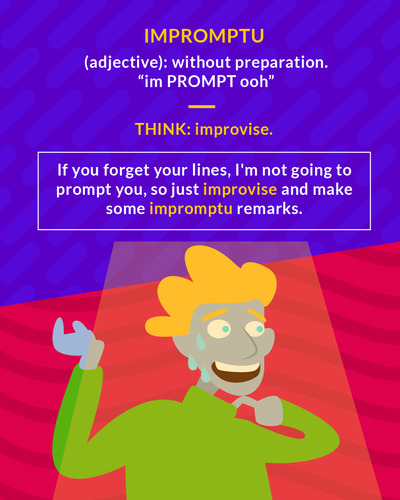 IMPROMPTU
(adjective): without preparation.
“im PROMPT ooh”
THINK: improvise.
If you forget your lines, I'm not going to
prompt you, so just improvise and make
some impromptu remarks.